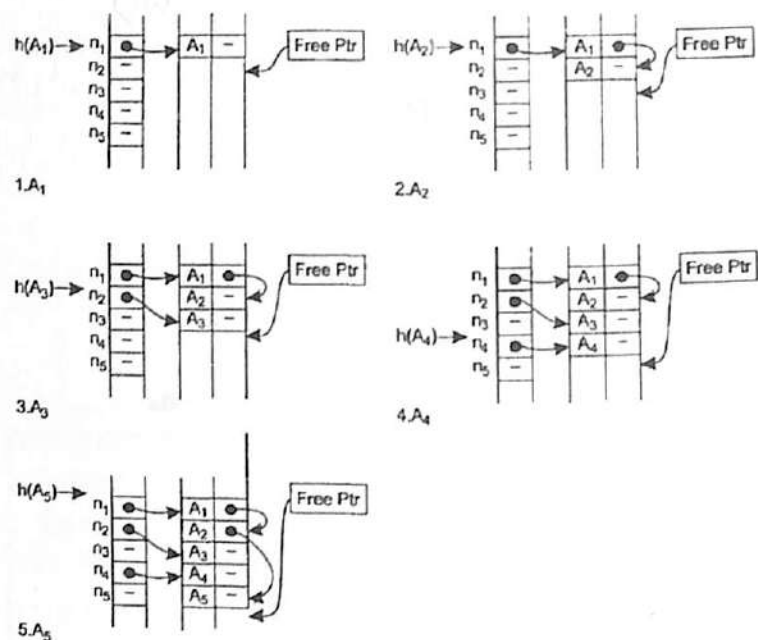 h(A₁) n₁ A₁ – Free Ptr
n₂ –
n₃ –
n₄ –
n₅ –
1.A₁
h(A₂) n₁ A₁ Free Ptr
n₂ – A₂ –
n₃ –
n₄ –
n₅ –
2.A₂
n₁ A₁ Free Ptr
h(A₃) n₂ A₂ –
n₃ – A₃ –
n₄ –
n₅ –
3.A₃
n₁ A₁ Free Ptr
n₂ A₂ –
n₃ – A₃ –
h(A₄) n₄ A₄ –
n₅ –
4.A₄
h(A₅) n₁ A₁ Free Ptr
n₂ A₂
n₃ – A₃ –
n₄ A₄ –
n₅ – A₅ –
5.A₅